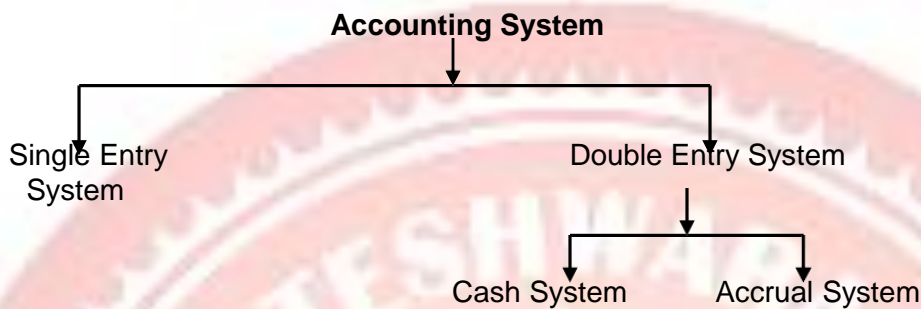 Accounting System
Single Entry
System
Double Entry System
Cash System
Accrual System